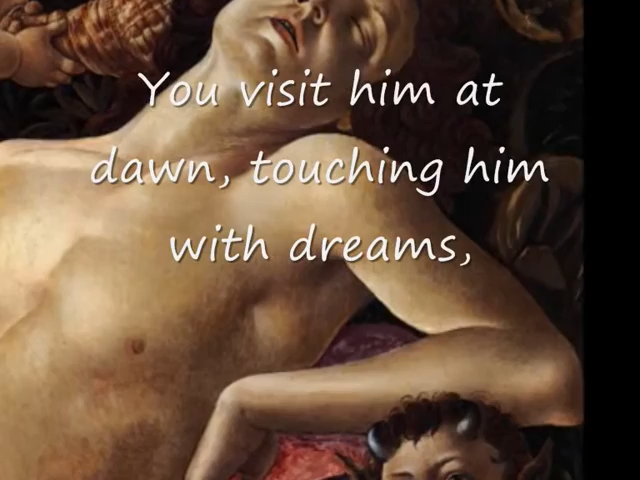 You visit him at
dawn, touching him
with dreams,